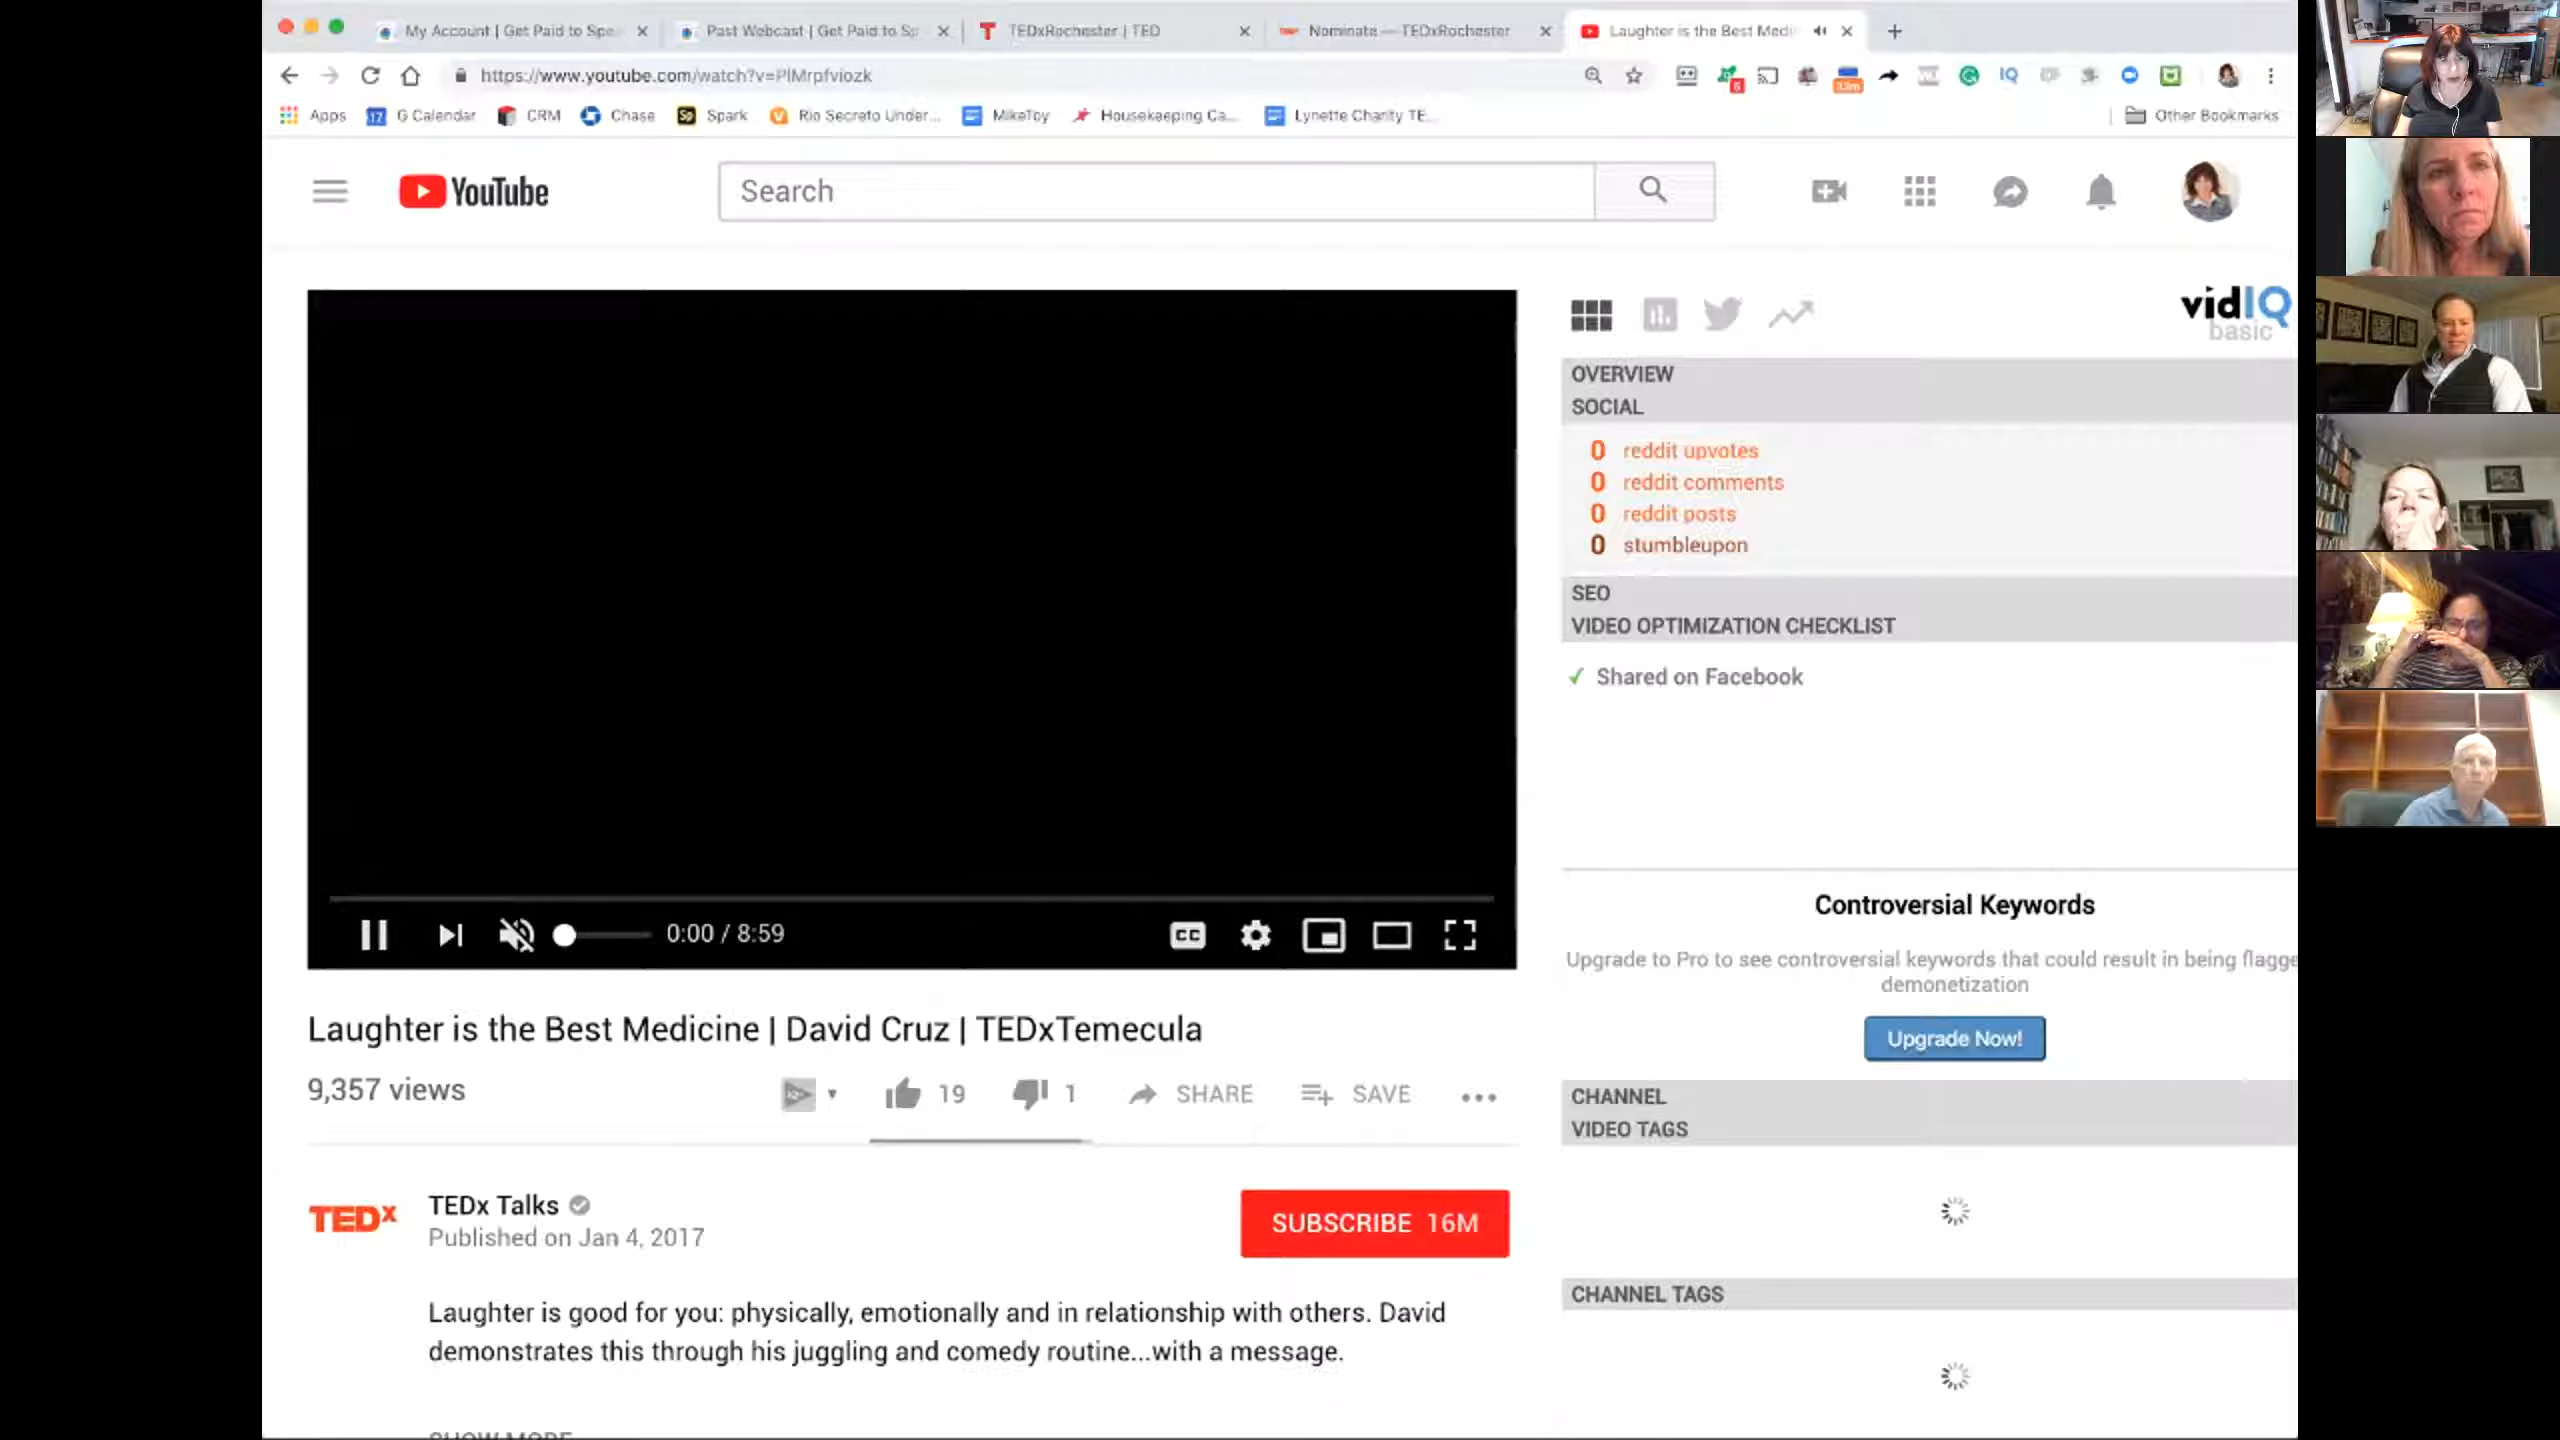 My Account | Get Paid to Spe
Past Webcast | Get Paid to Sp
TEDxRochester | TED
Nominate — TEDxRochester
Laughter is the Best Medi
https://www.youtube.com/watch?v=PlMrpfviozk
Apps
G Calendar
CRM
Chase
Spark
Rio Secreto Under...
MikeToy
Housekeeping Ca...
Lynette Charity TE...
Other Bookmarks
YouTube
Search
vidIQ
basic
OVERVIEW
SOCIAL
0 reddit upvotes
0 reddit comments
0 reddit posts
0 stumbleupon
SEO
VIDEO OPTIMIZATION CHECKLIST
✓ Shared on Facebook
0:00 / 8:59
CC
Controversial Keywords
Upgrade to Pro to see controversial keywords that could result in being flagge
demonetization
Upgrade Now!
Laughter is the Best Medicine | David Cruz | TEDxTemecula
9,357 views
19
1
SHARE
SAVE
CHANNEL
VIDEO TAGS
TEDx
TEDx Talks
Published on Jan 4, 2017
SUBSCRIBE 16M
CHANNEL TAGS
Laughter is good for you: physically, emotionally and in relationship with others. David
demonstrates this through his juggling and comedy routine...with a message.
SHOW MORE